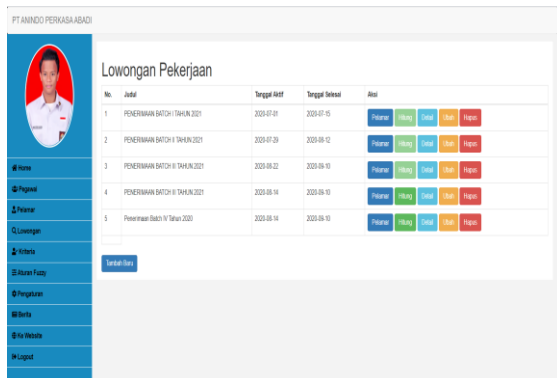 PT ANINDO PERKASA ABADI
Home
Pegawai
Pelamar
Lowongan
Kriteria
Aturan Fuzzy
Pengaturan
Berita
Ke Website
Logout
Lowongan Pekerjaan
No. Judul Tanggal Aktif Tanggal Selesai Aksi
1 PENERIMAAN BATCH I TAHUN 2021 2020-07-01 2020-07-15 Pelamar Hitung Detail Ubah Hapus
2 PENERIMAAN BATCH II TAHUN 2021 2020-07-29 2020-08-12 Pelamar Hitung Detail Ubah Hapus
3 PENERIMAAN BATCH III TAHUN 2021 2020-08-22 2020-09-10 Pelamar Hitung Detail Ubah Hapus
4 PENERIMAAN BATCH III TAHUN 2021 2020-08-14 2020-09-10 Pelamar Hitung Detail Ubah Hapus
5 Penerimaan Batch IV Tahun 2020 2020-08-14 2020-09-10 Pelamar Hitung Detail Ubah Hapus
Tambah Baru